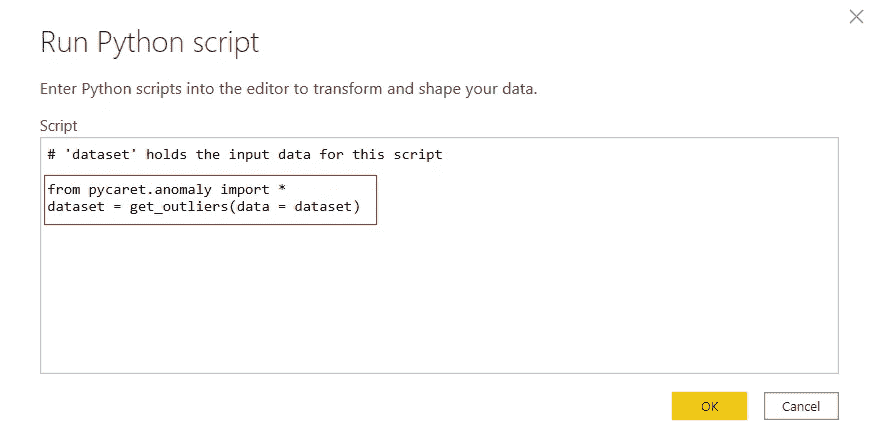 Run Python script
Enter Python scripts into the editor to transform and shape your data.
Script
# 'dataset' holds the input data for this script
from pycaret.anomaly import *
dataset = get_outliers(data = dataset)
OK
Cancel